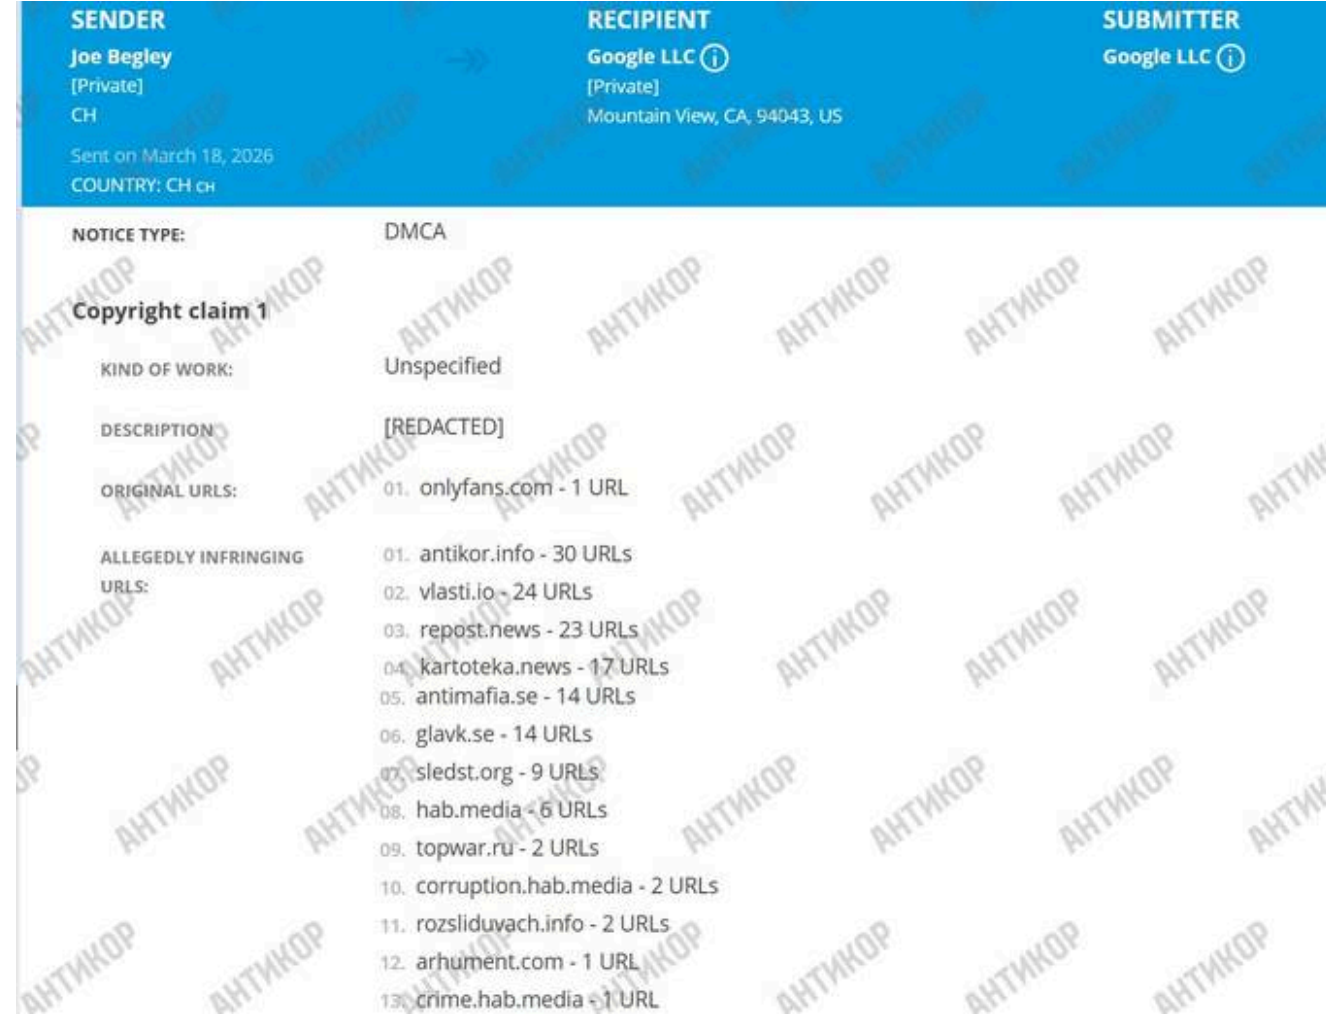 SENDER
RECIPIENT
SUBMITTER
Joe Begley
Google LLC
Google LLC
[Private]
[Private]
CH
Mountain View, CA, 94043, US
Sent on March 18, 2026
COUNTRY: CH CH
NOTICE TYPE:
DMCA
Copyright claim 1
KIND OF WORK:
Unspecified
DESCRIPTION
[REDACTED]
ORIGINAL URLS:
01. onlyfans.com - 1 URL
ALLEGEDLY INFRINGING
URLS:
01. antikor.info - 30 URLs
02. vlasti.io - 24 URLs
03. repost.news - 23 URLs
04. kartoteka.news - 17 URLs
05. antimafia.se - 14 URLs
06. glavk.se - 14 URLs
07. sledst.org - 9 URLs
08. hab.media - 6 URLs
09. topwar.ru - 2 URLs
10. corruption.hab.media - 2 URLs
11. rozsliduvach.info - 2 URLs
12. arhument.com - 1 URL
13. crime.hab.media - 1 URL
АНТИКОР